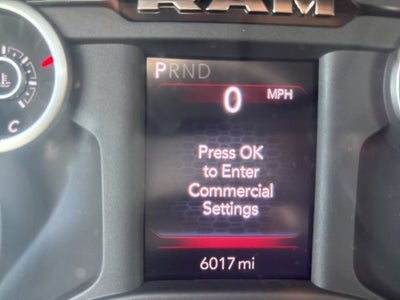 RAM
PRND
0 MPH
Press OK
to Enter
Commercial
Settings
6017 mi
C